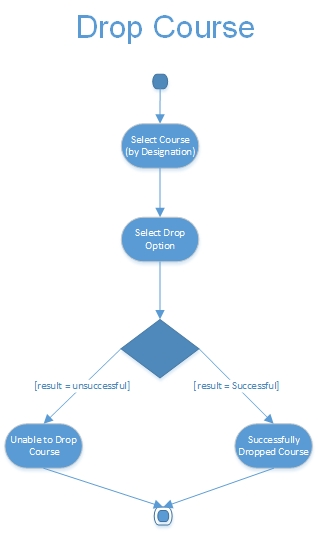 Drop Course
Select Course
(by Designation)
Select Drop
Option
[result = unsuccessful]
[result = Successful]
Unable to Drop
Course
Successfully
Dropped Course